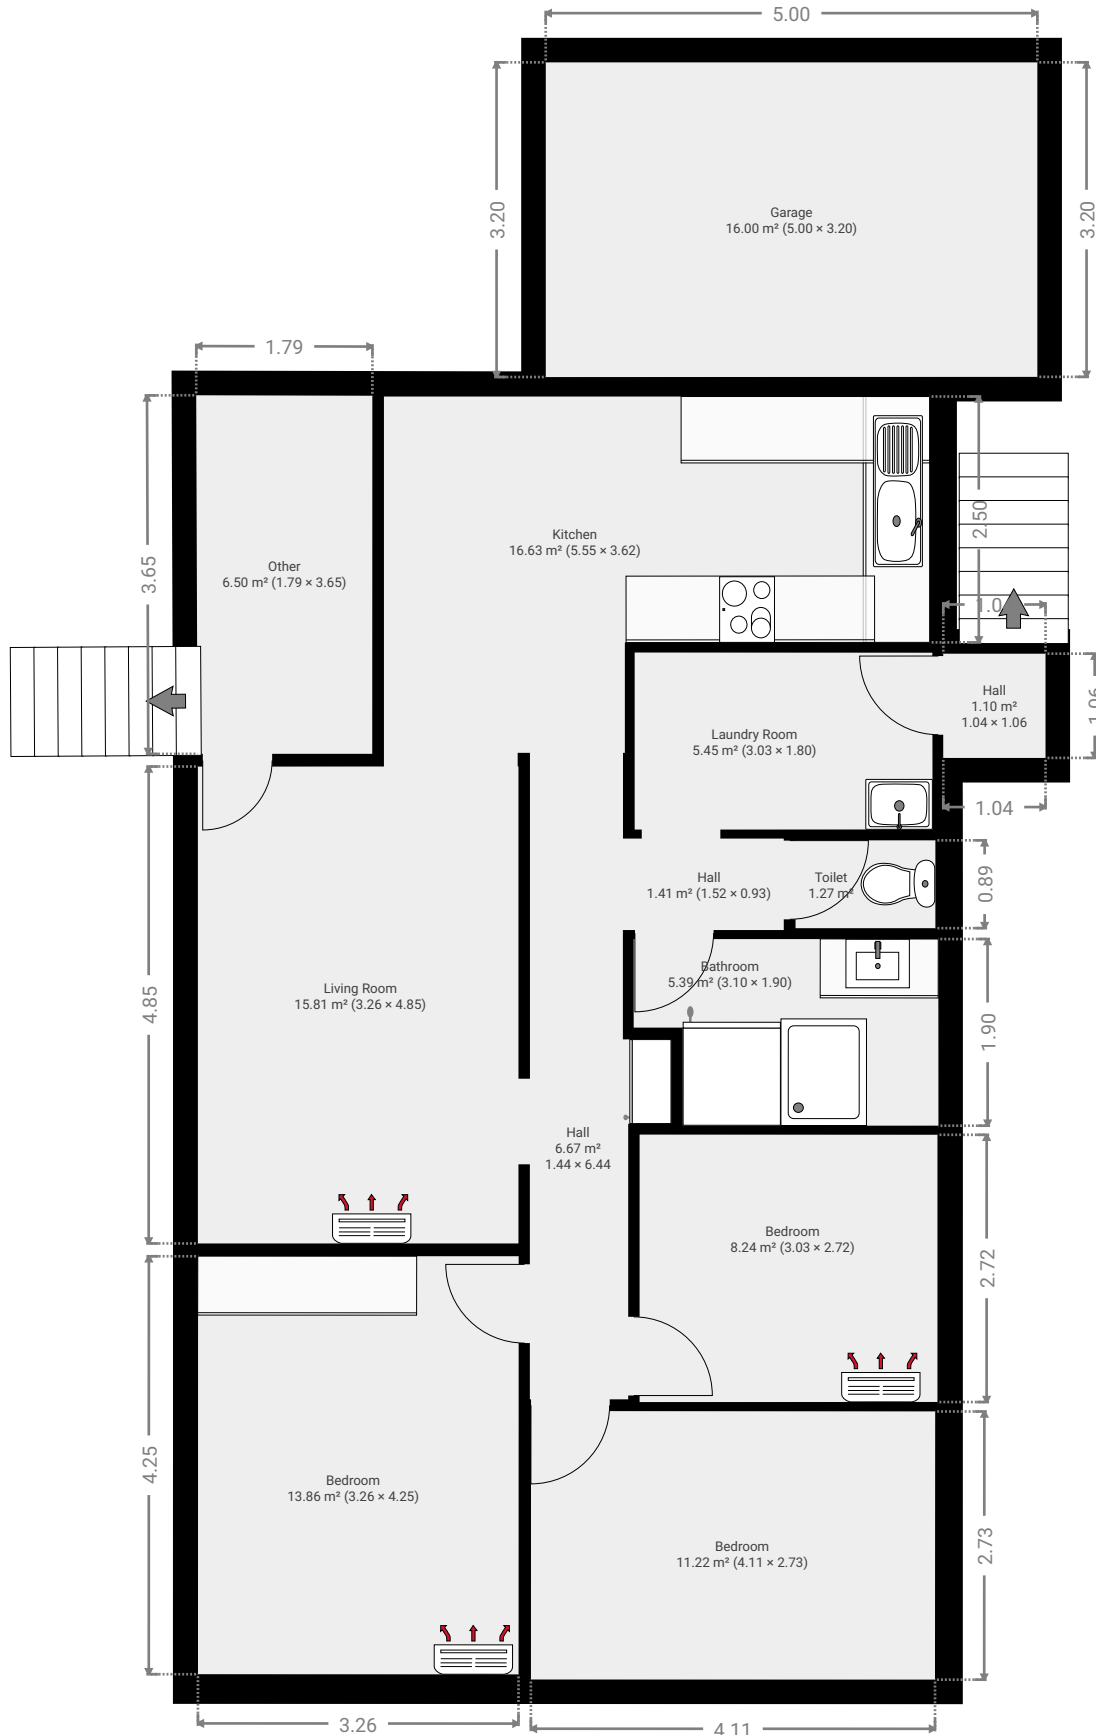 5.00
3.20
3.20
Garage
16.00 m² (5.00 × 3.20)
1.79
3.65
Other
6.50 m² (1.79 × 3.65)
Kitchen
16.63 m² (5.55 × 3.62)
2.50
1.0
Hall
1.10 m²
1.04 × 1.06
1.06
Laundry Room
5.45 m² (3.03 × 1.80)
1.04
Hall
1.41 m² (1.52 × 0.93)
Toilet
1.27 m²
0.89
Bathroom
5.39 m² (3.10 × 1.90)
1.90
4.85
Living Room
15.81 m² (3.26 × 4.85)
Hall
6.67 m²
1.44 × 6.44
Bedroom
8.24 m² (3.03 × 2.72)
2.72
4.25
Bedroom
13.86 m² (3.26 × 4.25)
Bedroom
11.22 m² (4.11 × 2.73)
2.73
3.26
4.11